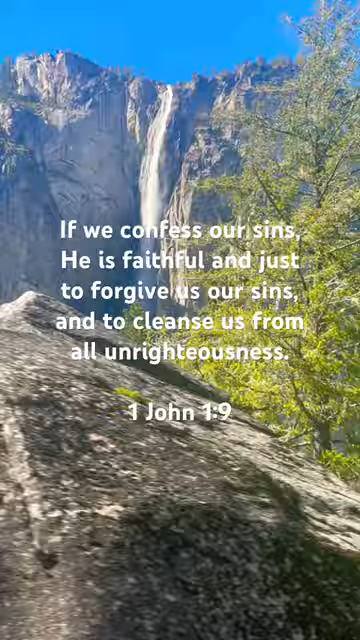 If we confess our sins,
He is faithful and just
to forgive us our sins,
and to cleanse us from
all unrighteousness.
1 John 1:9